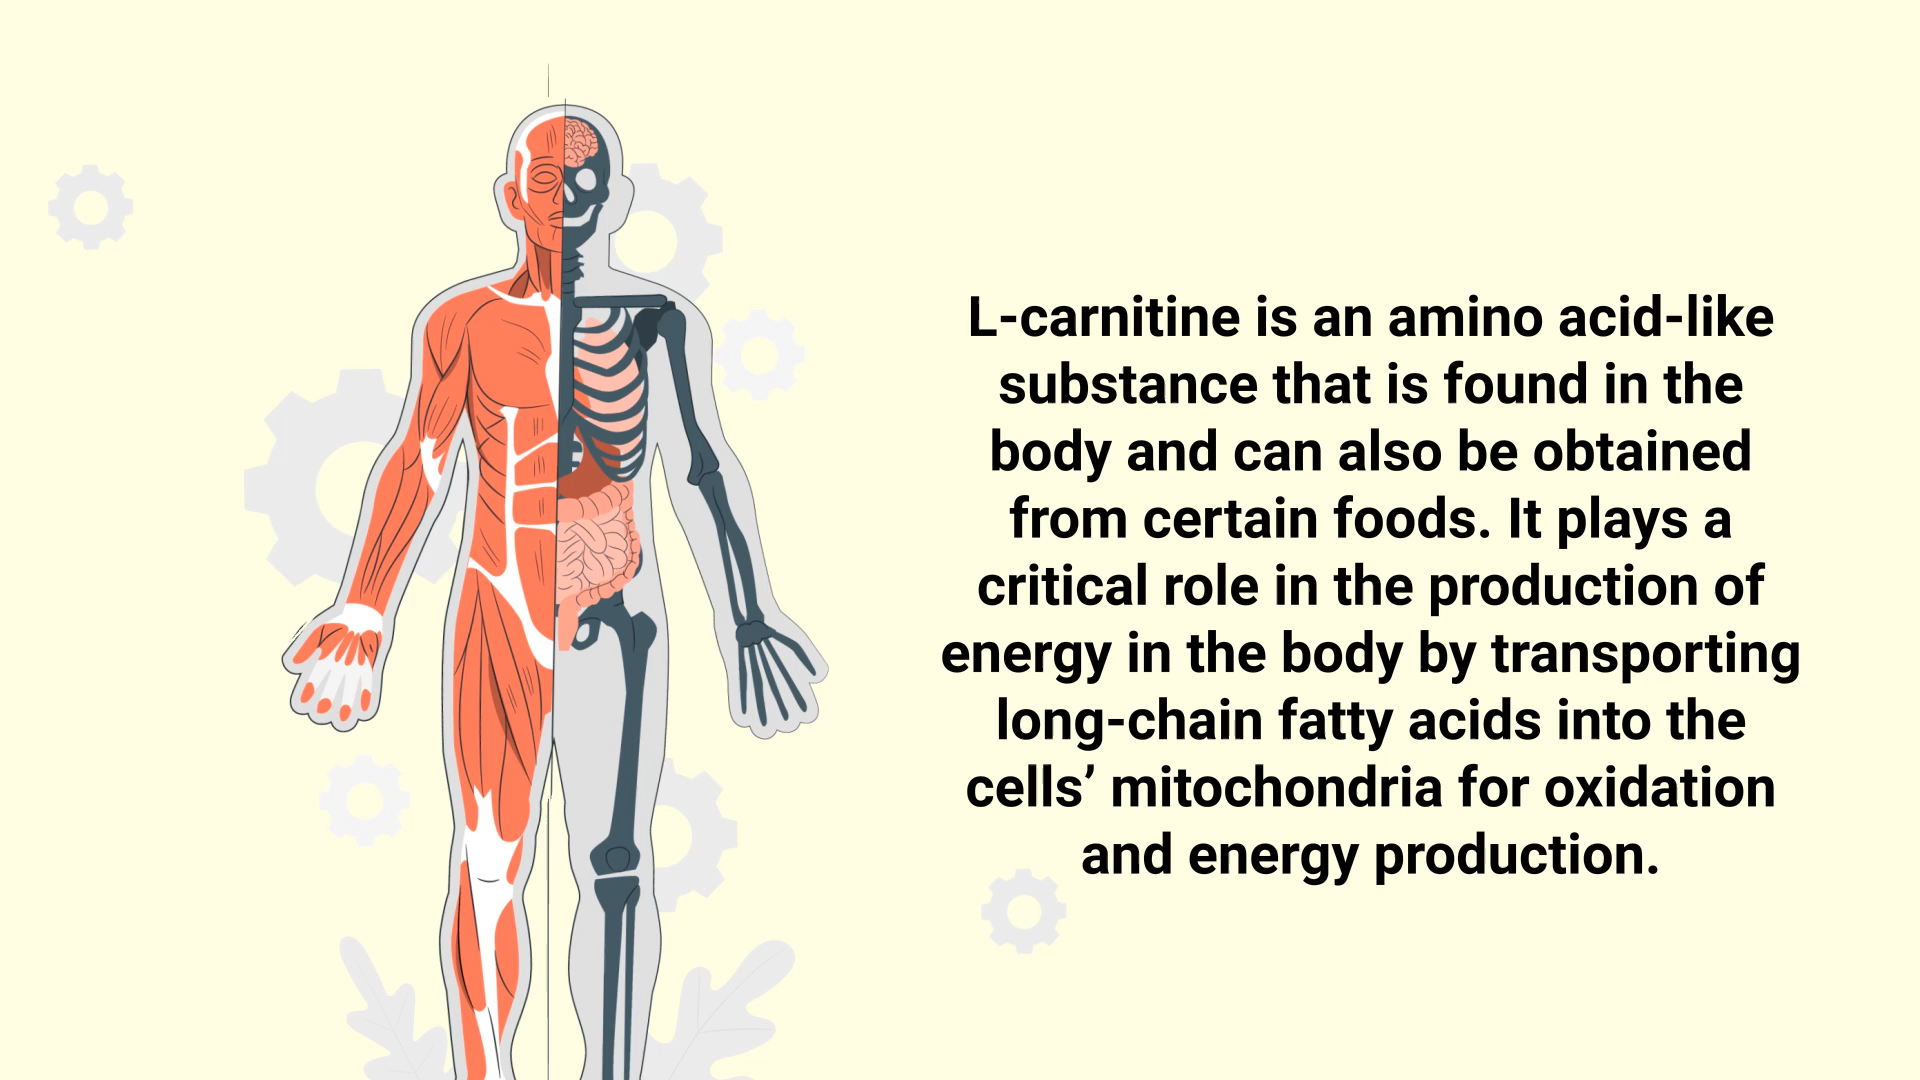 L-carnitine is an amino acid-like
substance that is found in the
body and can also be obtained
from certain foods. It plays a
critical role in the production of
energy in the body by transporting
long-chain fatty acids into the
cells’ mitochondria for oxidation
and energy production.